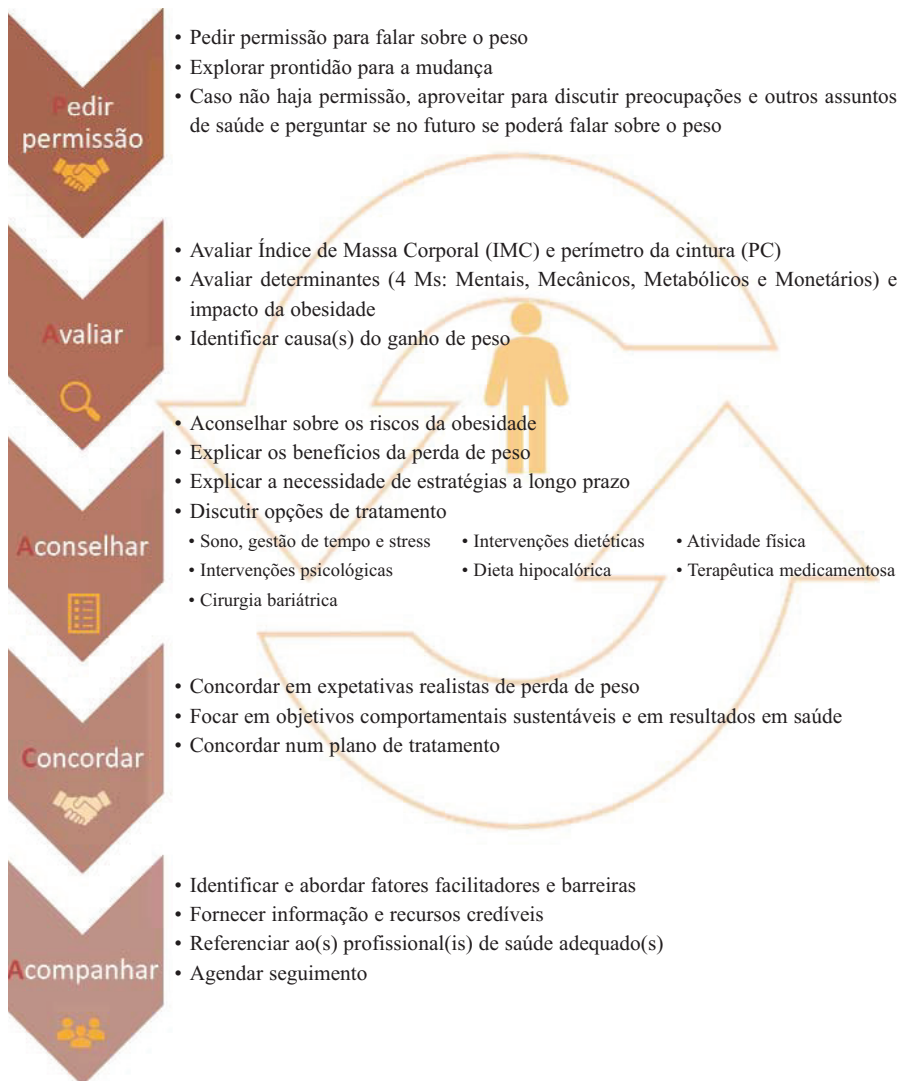 Pedir
permissão
• Pedir permissão para falar sobre o peso
• Explorar prontidão para a mudança
• Caso não haja permissão, aproveitar para discutir preocupações e outros assuntos
de saúde e perguntar se no futuro se poderá falar sobre o peso
Avaliar
• Avaliar Índice de Massa Corporal (IMC) e perímetro da cintura (PC)
• Avaliar determinantes (4 Ms: Mentais, Mecânicos, Metabólicos e Monetários) e
impacto da obesidade
• Identificar causa(s) do ganho de peso
Aconselhar
• Aconselhar sobre os riscos da obesidade
• Explicar os benefícios da perda de peso
• Explicar a necessidade de estratégias a longo prazo
• Discutir opções de tratamento
• Sono, gestão de tempo e stress • Intervenções dietéticas • Atividade física
• Intervenções psicológicas • Dieta hipocalórica • Terapêutica medicamentosa
• Cirurgia bariátrica
Concordar
• Concordar em expetativas realistas de perda de peso
• Focar em objetivos comportamentais sustentáveis e em resultados em saúde
• Concordar num plano de tratamento
Acompanhar
• Identificar e abordar fatores facilitadores e barreiras
• Fornecer informação e recursos credíveis
• Referenciar ao(s) profissional(is) de saúde adequado(s)
• Agendar seguimento